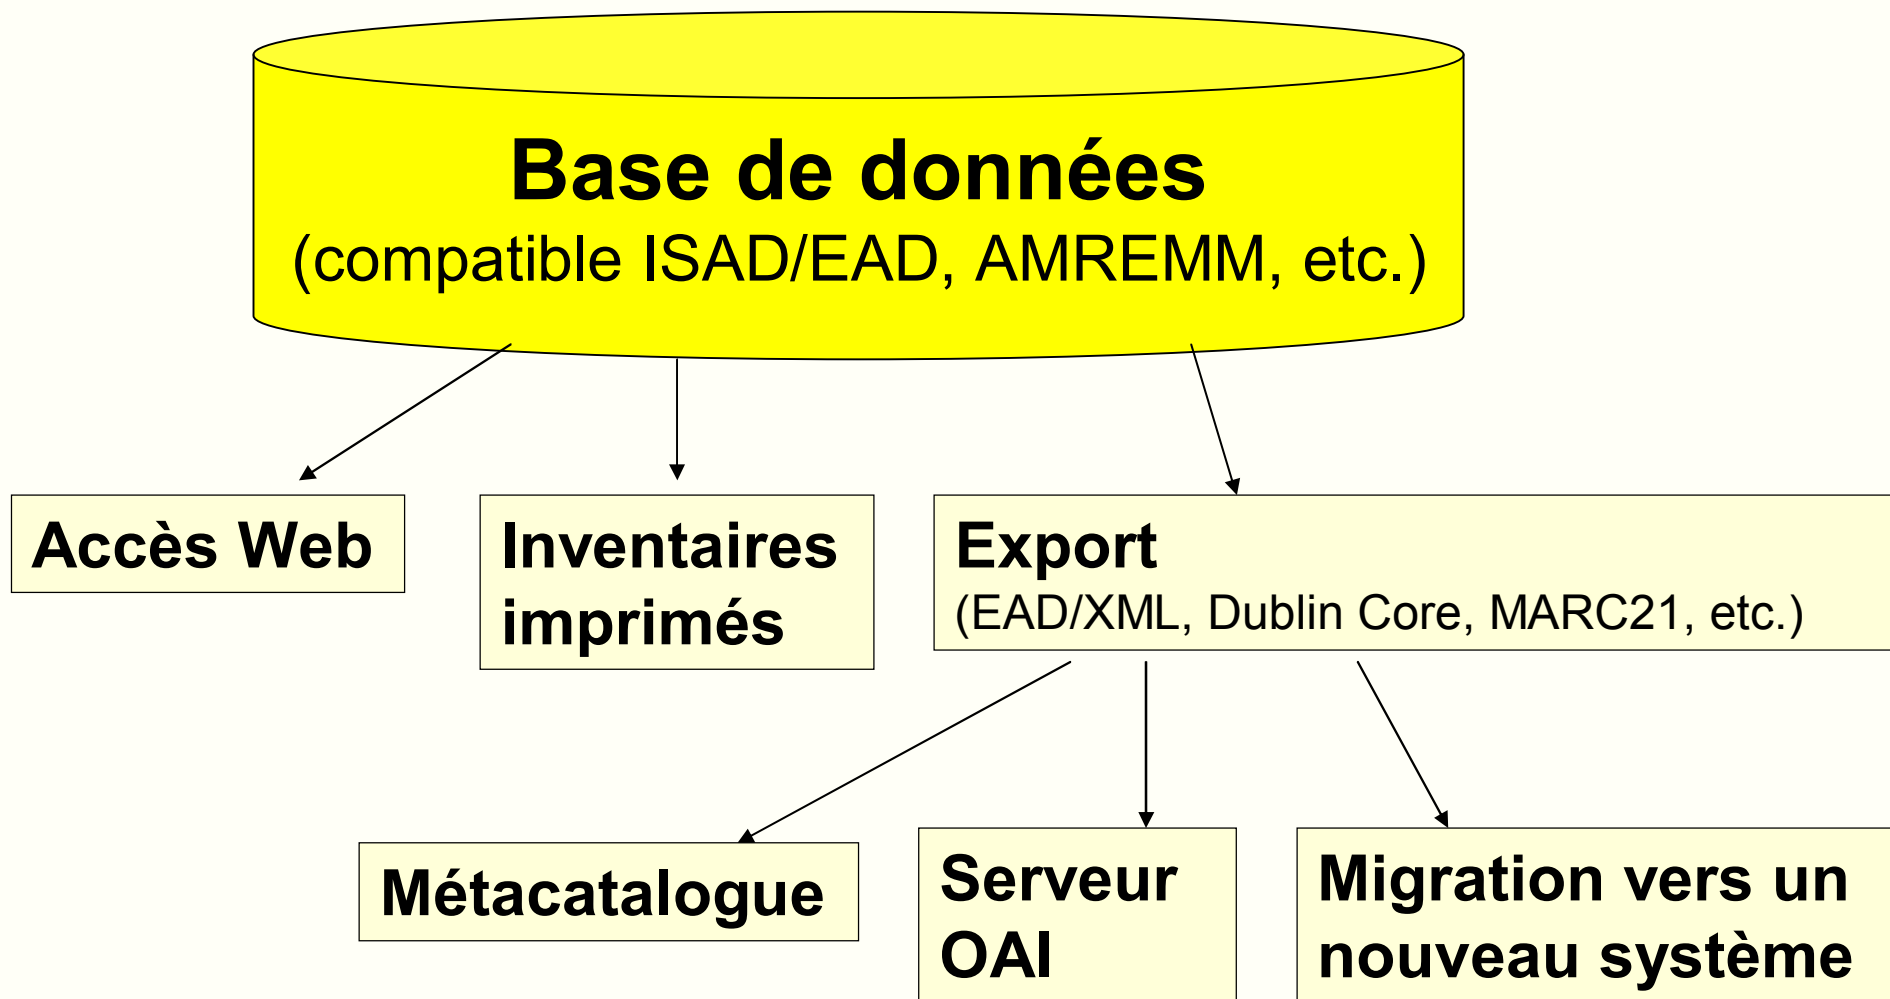 Base de données
(compatible ISAD/EAD, AMREMM, etc.)
Accès Web
Inventaires
imprimés
Export
(EAD/XML, Dublin Core, MARC21, etc.)
Métacatalogue
Serveur
OAI
Migration vers un
nouveau système